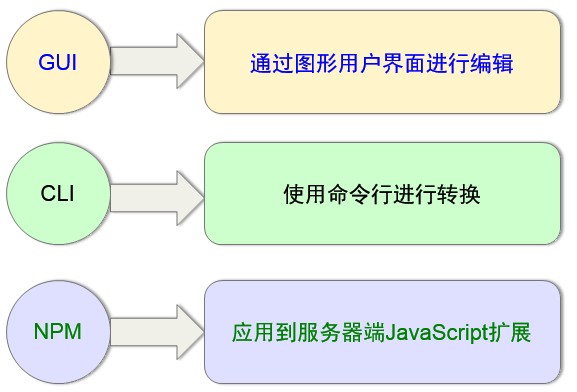 GUI
通过图形用户界面进行编辑
CLI
使用命令行进行转换
NPM
应用到服务器端JavaScript扩展